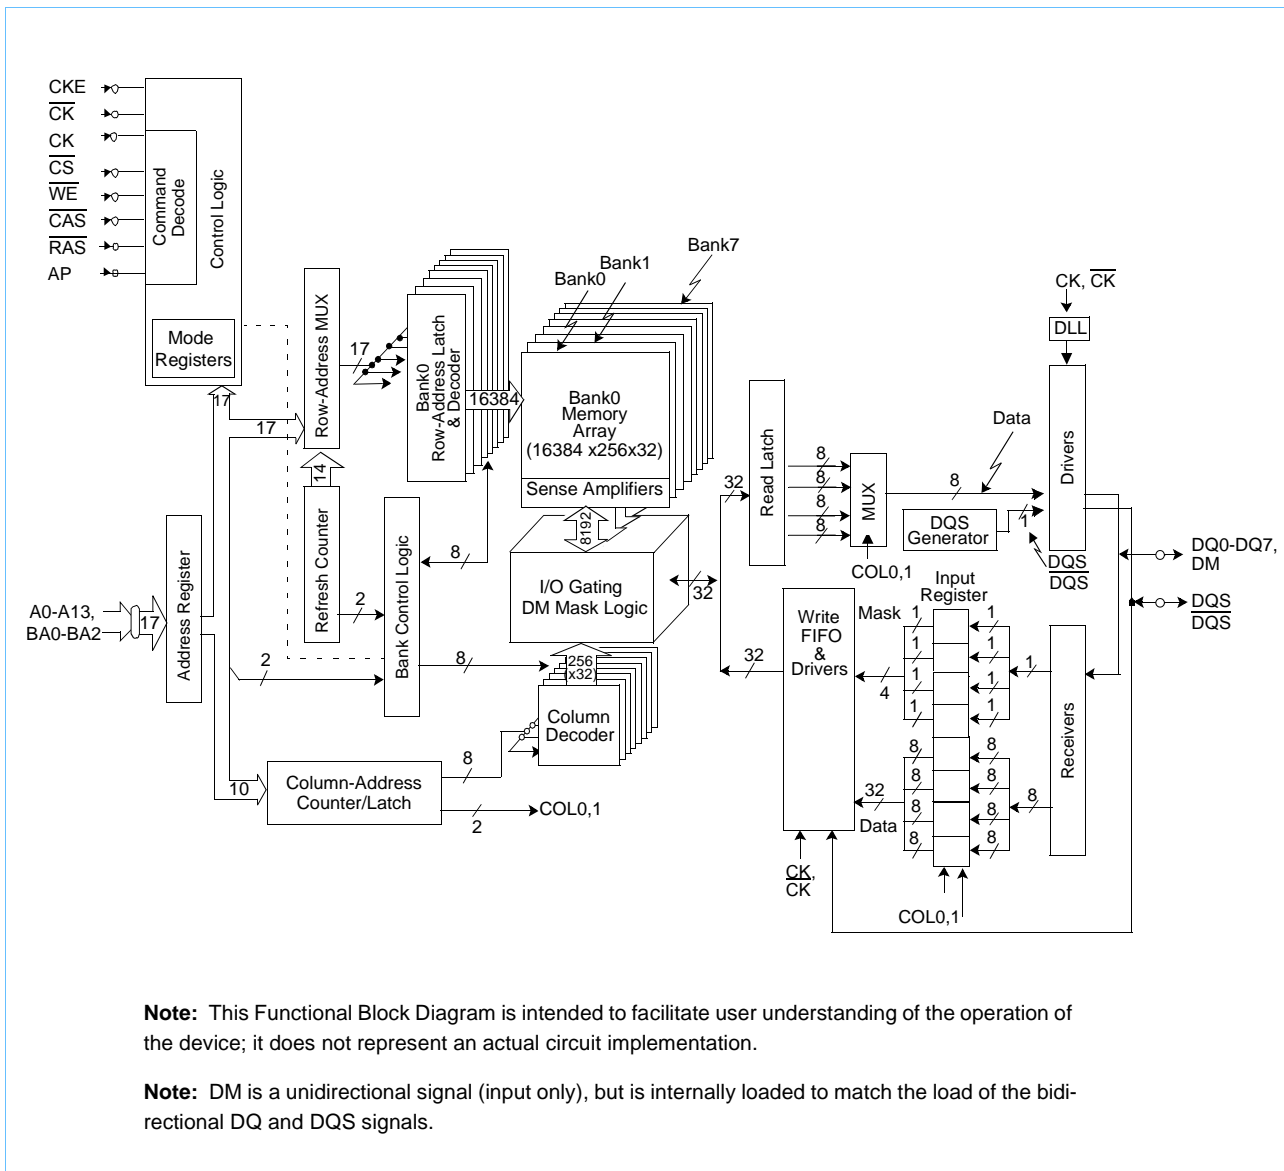 CKE
CK
CK
CS
WE
CAS
RAS
AP
Command
Decode
Control Logic
Mode
Registers
17
17
Row-Address MUX
14
Refresh Counter
17
Bank0
Row-Address Latch
& Decoder
16384
Bank0
Bank1
Bank7
Bank0
Memory
Array
(16384 x256x32)
Sense Amplifiers
8192
I/O Gating
DM Mask Logic
A0-A13,
BA0-BA2
17
Address Register
2
2
Bank Control Logic
8
8
256
(x32)
Column
Decoder
10
Column-Address
Counter/Latch
8
2
COL0,1
32
32
32
Read Latch
8
8
8
8
MUX
COL0,1
8
Data
DQS
Generator
1
DQS
DQS
CK, CK
DLL
Drivers
DQ0-DQ7,
DM
DQS
DQS
Input
Register
Write
FIFO
&
Drivers
Mask
1
1
1
1
4
1
1
1
1
1
Receivers
8
8
8
8
32
Data
8
8
8
8
8
CK,
CK
COL0,1
Note: This Functional Block Diagram is intended to facilitate user understanding of the operation of
the device; it does not represent an actual circuit implementation.
Note: DM is a unidirectional signal (input only), but is internally loaded to match the load of the bidi-
rectional DQ and DQS signals.